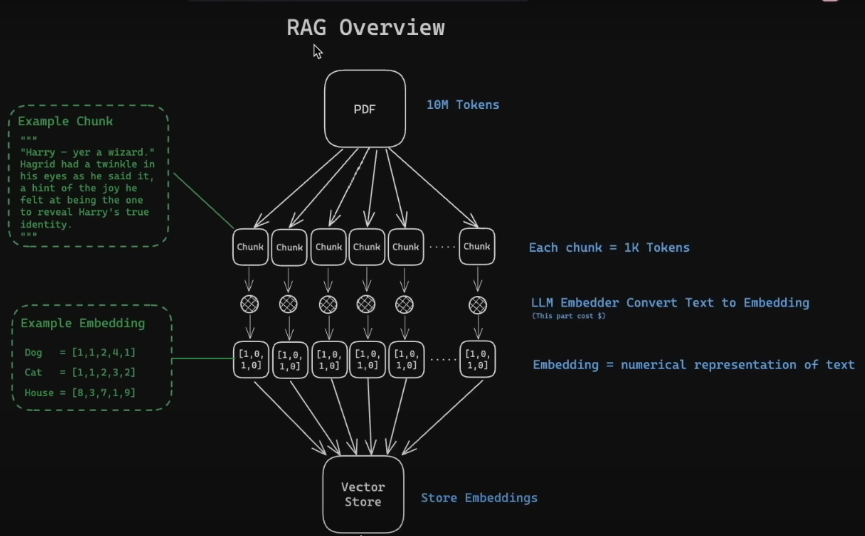 RAG Overview
PDF
10M Tokens
Example Chunk
"""
"Harry – yer a wizard."
Hagrid had a twinkle in
his eyes as he said it,
a hint of the joy he
felt at being the one
to reveal Harry's true
identity.
"""
Chunk Chunk Chunk Chunk Chunk ..... Chunk
Each chunk = 1K Tokens
LLM Embedder Convert Text to Embedding
(This part cost $)
Example Embedding
Dog = [1,1,2,4,1]
Cat = [1,1,2,3,2]
House = [8,3,7,1,9]
[1,0, [1,0, [1,0, [1,0, [1,0, ..... [1,0,
1,0] 1,0] 1,0] 1,0] 1,0] 1,0]
Embedding = numerical representation of text
Vector
Store
Store Embeddings